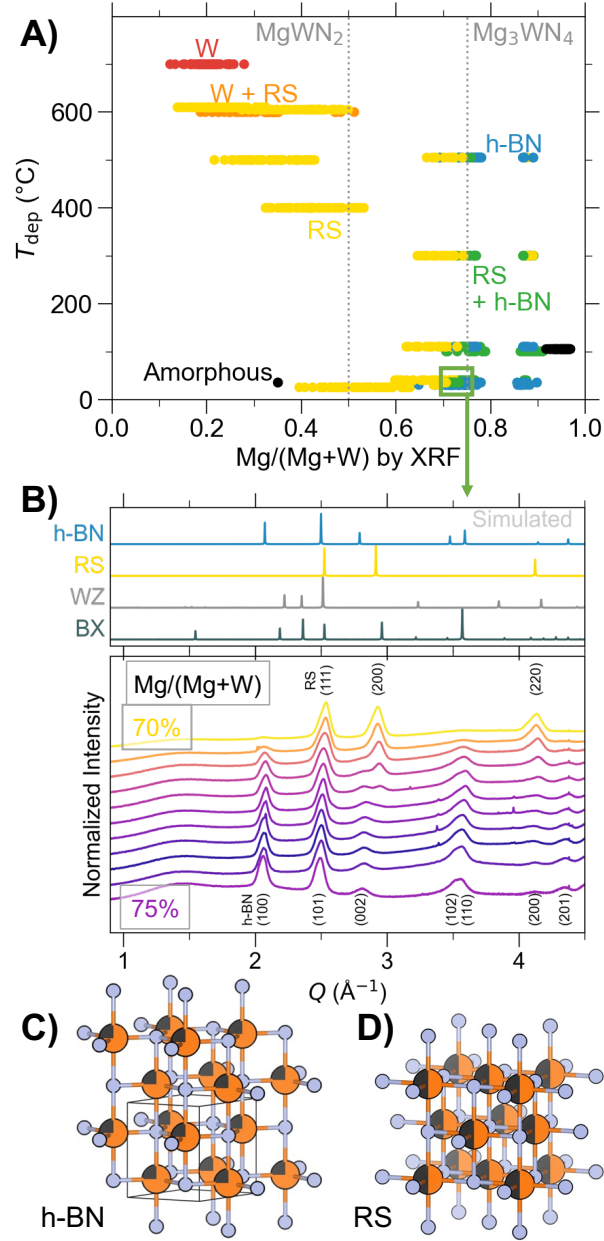 A)
MgWN₂
Mg₃WN₄
W
W + RS
h-BN
RS
RS
+ h-BN
Amorphous
T_dep (°C)
600
400
200
0
0.0 0.2 0.4 0.6 0.8 1.0
Mg/(Mg+W) by XRF
B)
Simulated
h-BN
RS
WZ
BX
Mg/(Mg+W)
70%
75%
RS
(111)
(200)
(220)
h-BN
(100)
(101)
(002)
(102)
(110)
(200)
(201)
Normalized Intensity
1 2 3 4
Q (Å⁻¹)
C)
D)
h-BN
RS